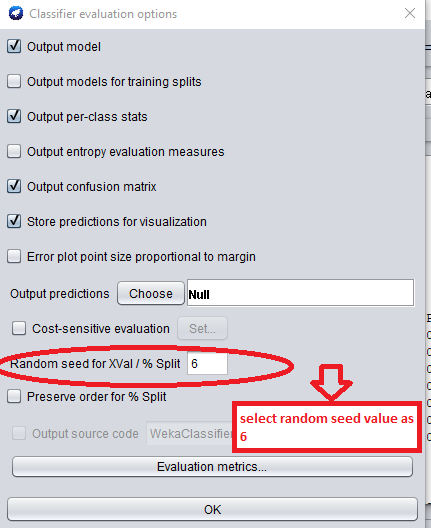 Classifier evaluation options
Output model
Output models for training splits
Output per-class stats
Output entropy evaluation measures
Output confusion matrix
Store predictions for visualization
Error plot point size proportional to margin
Output predictions Choose Null
Cost-sensitive evaluation Set...
Random seed for XVal / % Split 6
Preserve order for % Split
select random seed value as
6
Output source code WekaClassifier
Evaluation metrics...
OK